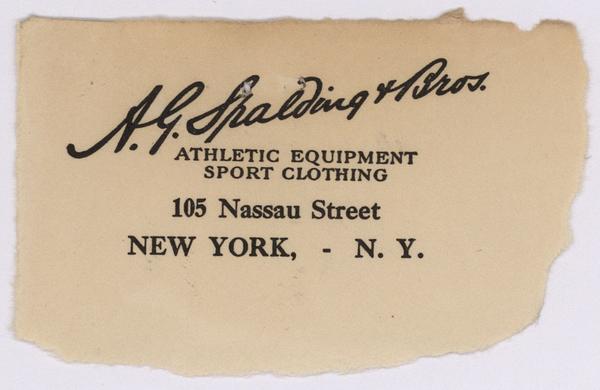 A. G. Spalding & Bros.
ATHLETIC EQUIPMENT
SPORT CLOTHING
105 Nassau Street
NEW YORK, - N. Y.